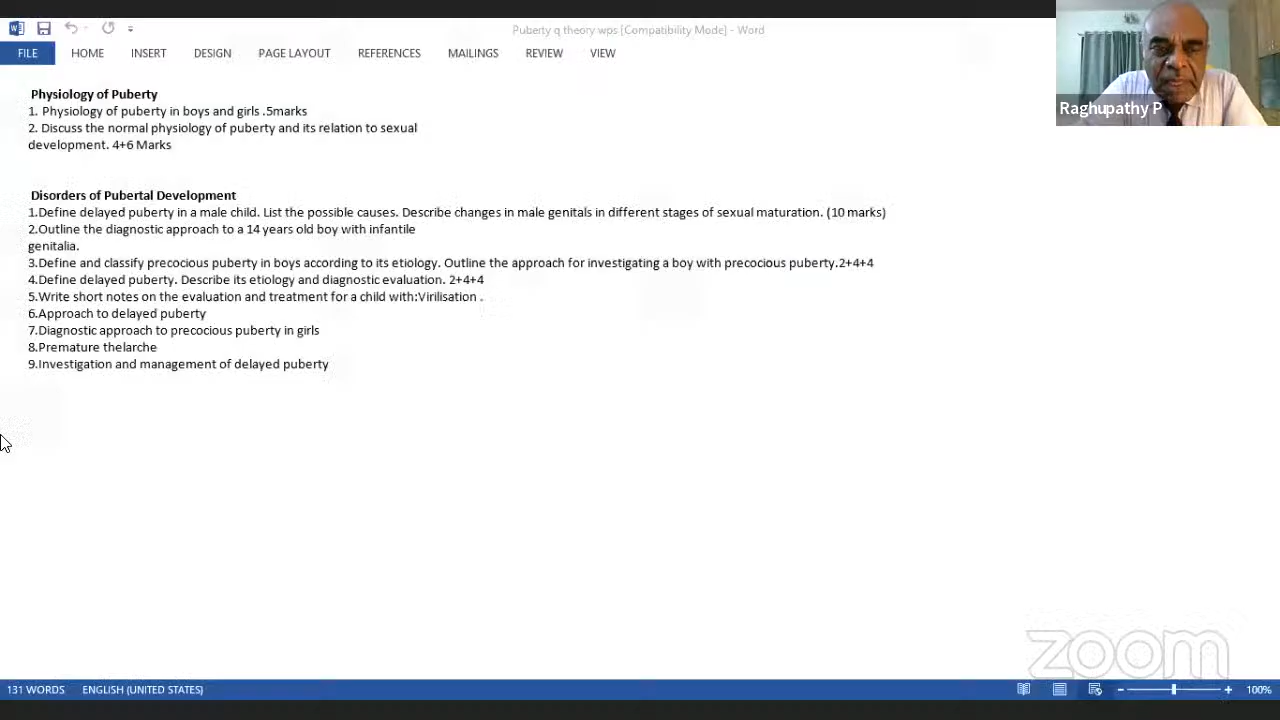 Puberty q theory wps [Compatibility Mode] - Word
FILE HOME INSERT DESIGN PAGE LAYOUT REFERENCES MAILINGS REVIEW VIEW
Raghupathy P
Physiology of Puberty
1. Physiology of puberty in boys and girls .5marks
2. Discuss the normal physiology of puberty and its relation to sexual
development. 4+6 Marks
Disorders of Pubertal Development
1.Define delayed puberty in a male child. List the possible causes. Describe changes in male genitals in different stages of sexual maturation. (10 marks)
2.Outline the diagnostic approach to a 14 years old boy with infantile
genitalia.
3.Define and classify precocious puberty in boys according to its etiology. Outline the approach for investigating a boy with precocious puberty.2+4+4
4.Define delayed puberty. Describe its etiology and diagnostic evaluation. 2+4+4
5.Write short notes on the evaluation and treatment for a child with:Virilisation .
6.Approach to delayed puberty
7.Diagnostic approach to precocious puberty in girls
8.Premature thelarche
9.Investigation and management of delayed puberty
zoom
131 WORDS ENGLISH (UNITED STATES) 100%